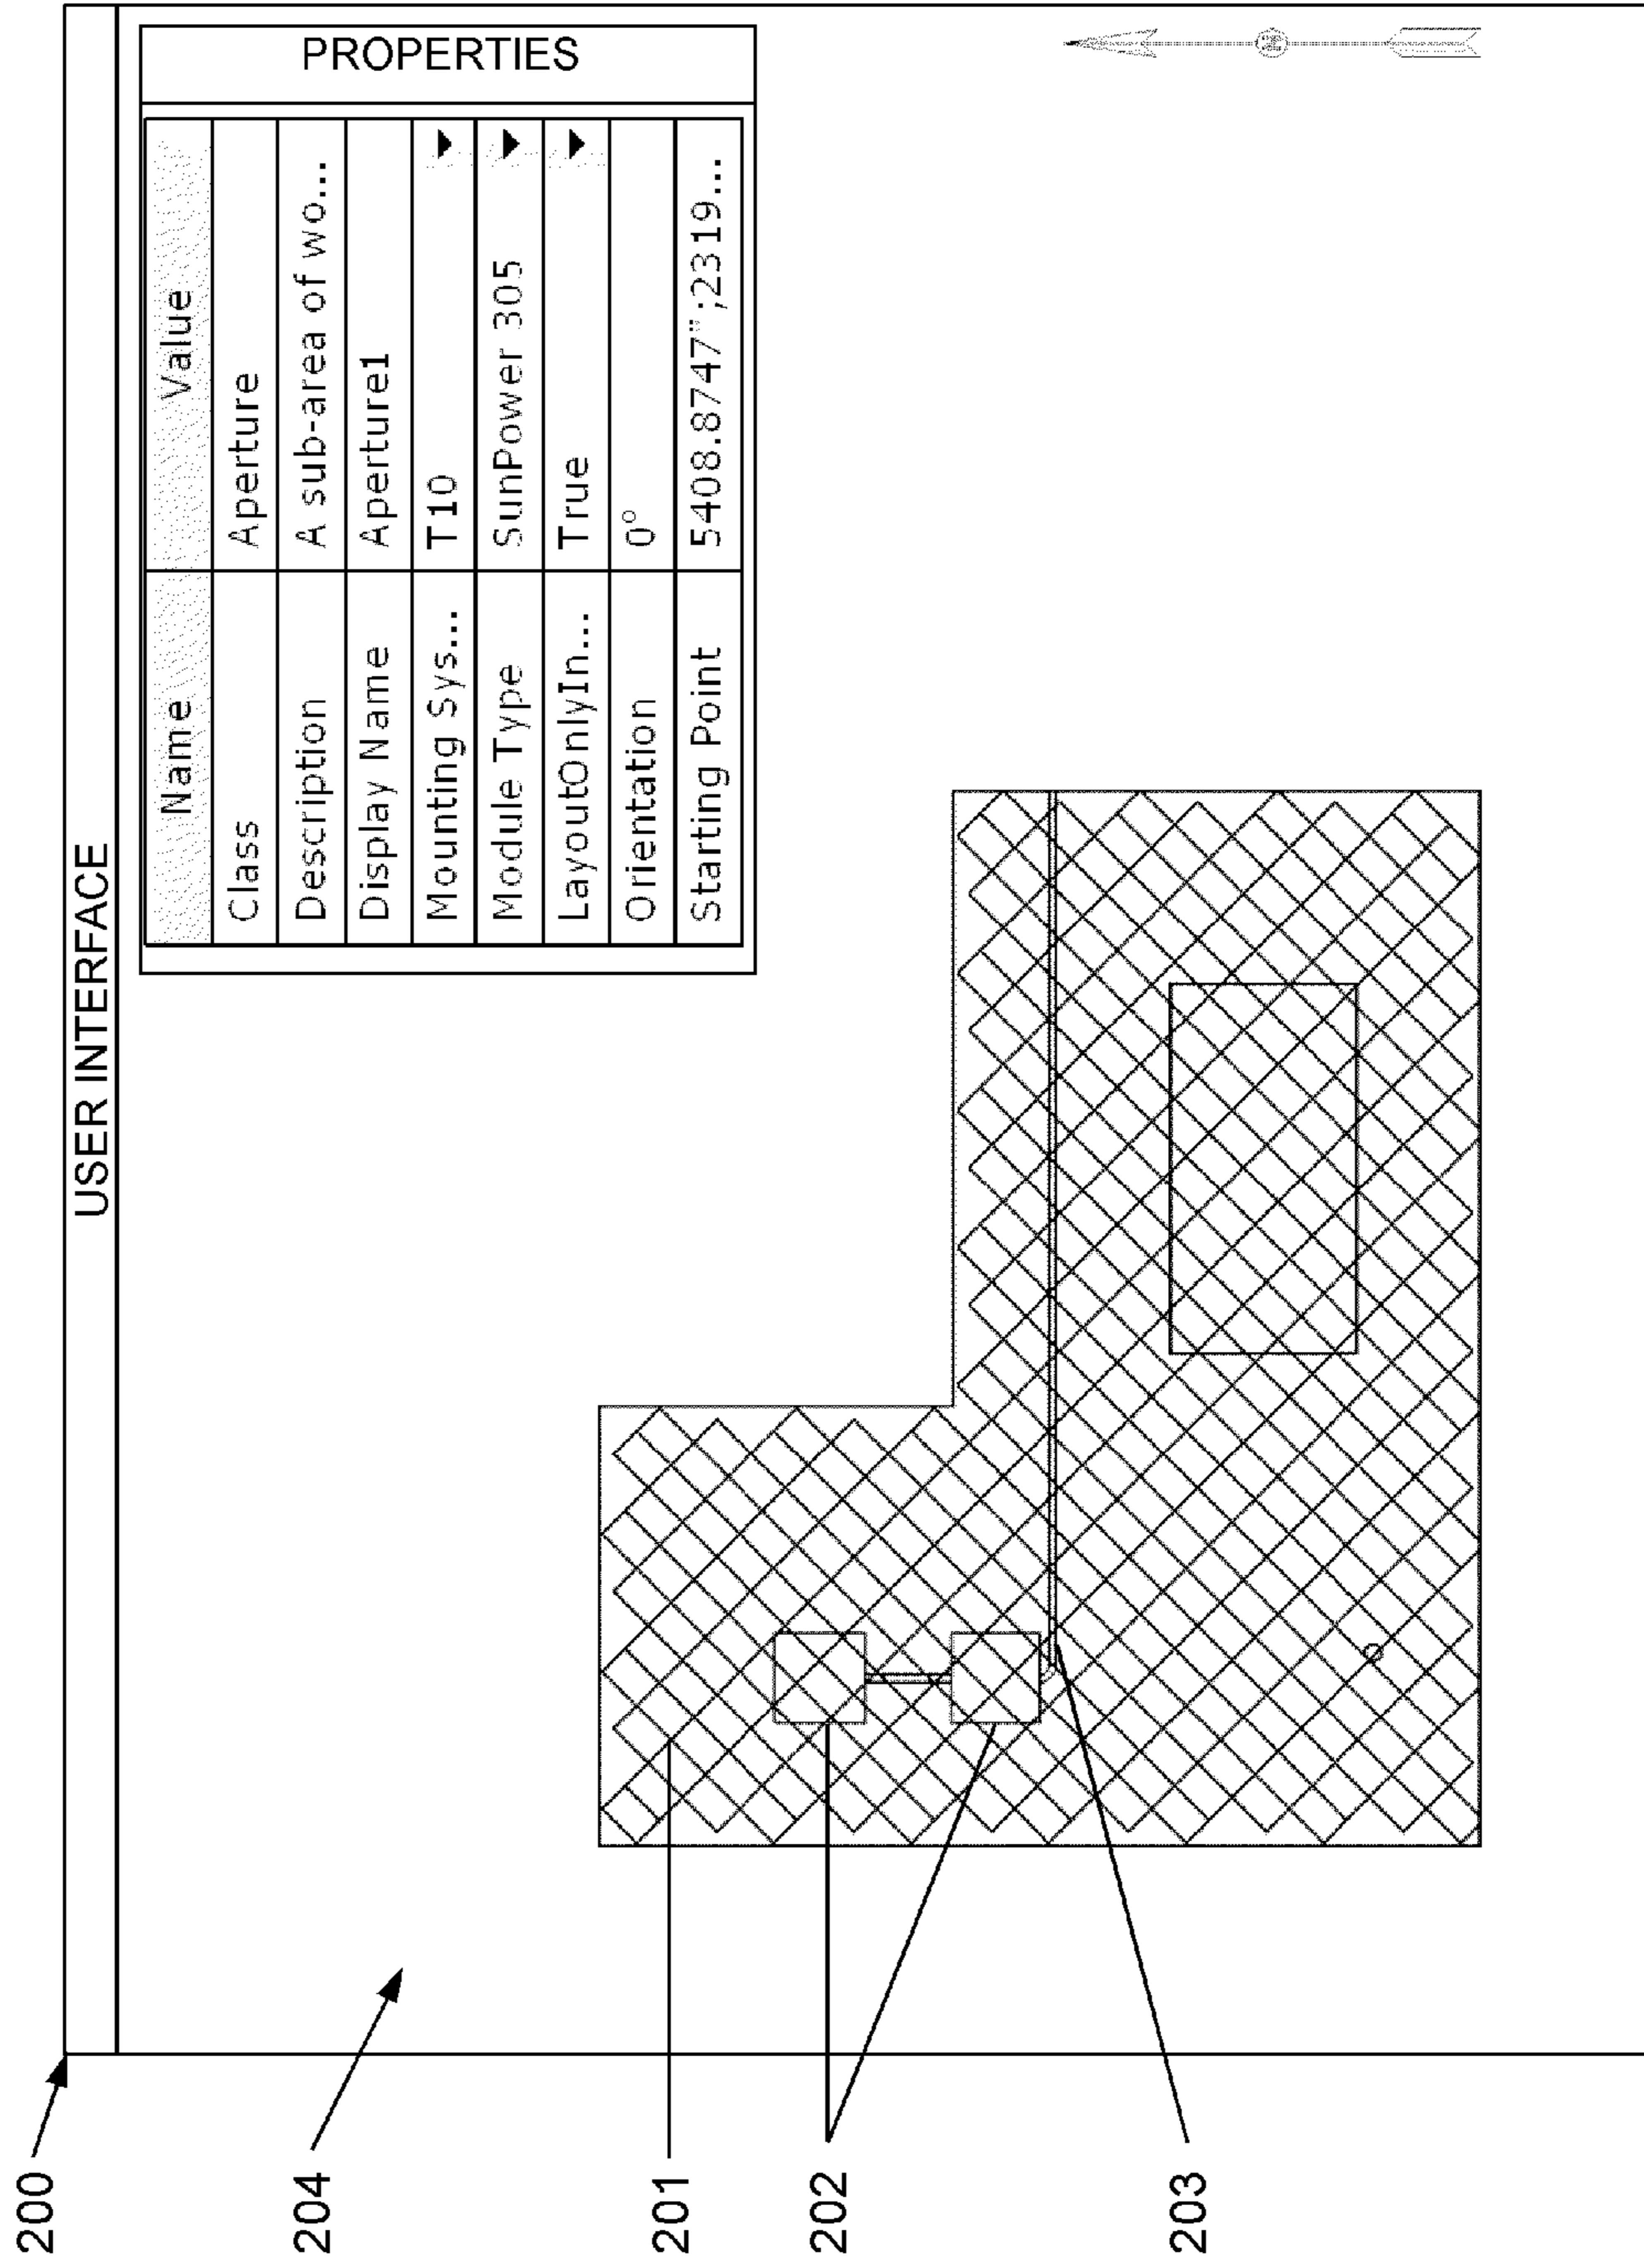 200
USER INTERFACE
204
PROPERTIES
Name Value
Class Aperture
Description A sub-area of wo...
Display Name Aperture1
Mounting Sys... T10
Module Type SunPower 305
LayoutOnlyIn... True
Orientation 0°
Starting Point 5408.8747";2319...
201
202
203